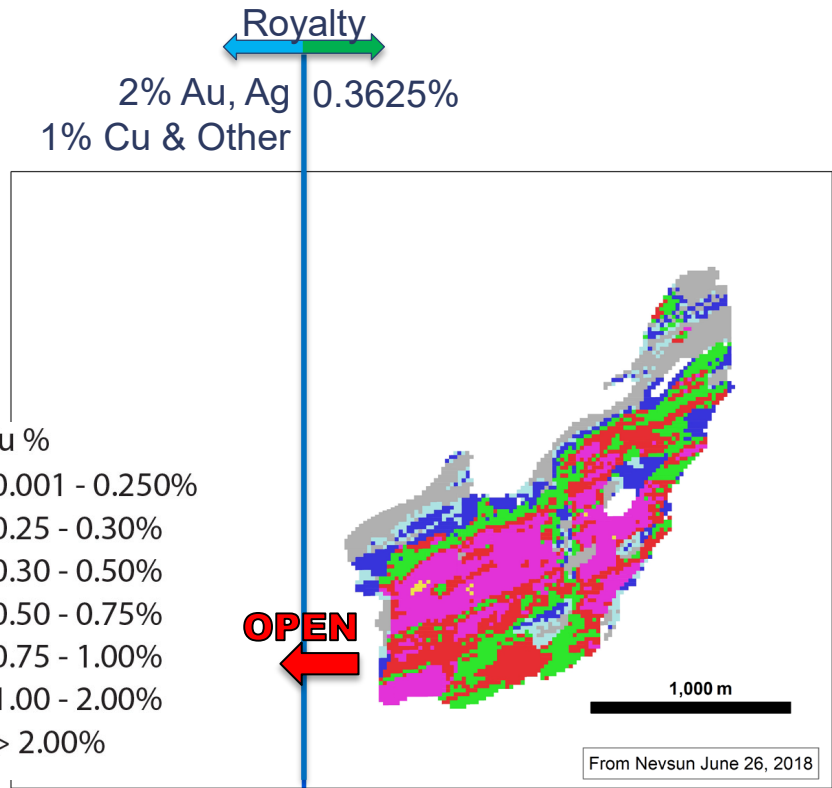 Royalty
2% Au, Ag 0.3625%
1% Cu & Other
u %
0.001 - 0.250%
0.25 - 0.30%
0.30 - 0.50%
0.50 - 0.75%
0.75 - 1.00%
1.00 - 2.00%
> 2.00%
OPEN
1,000 m
From Nevsun June 26, 2018